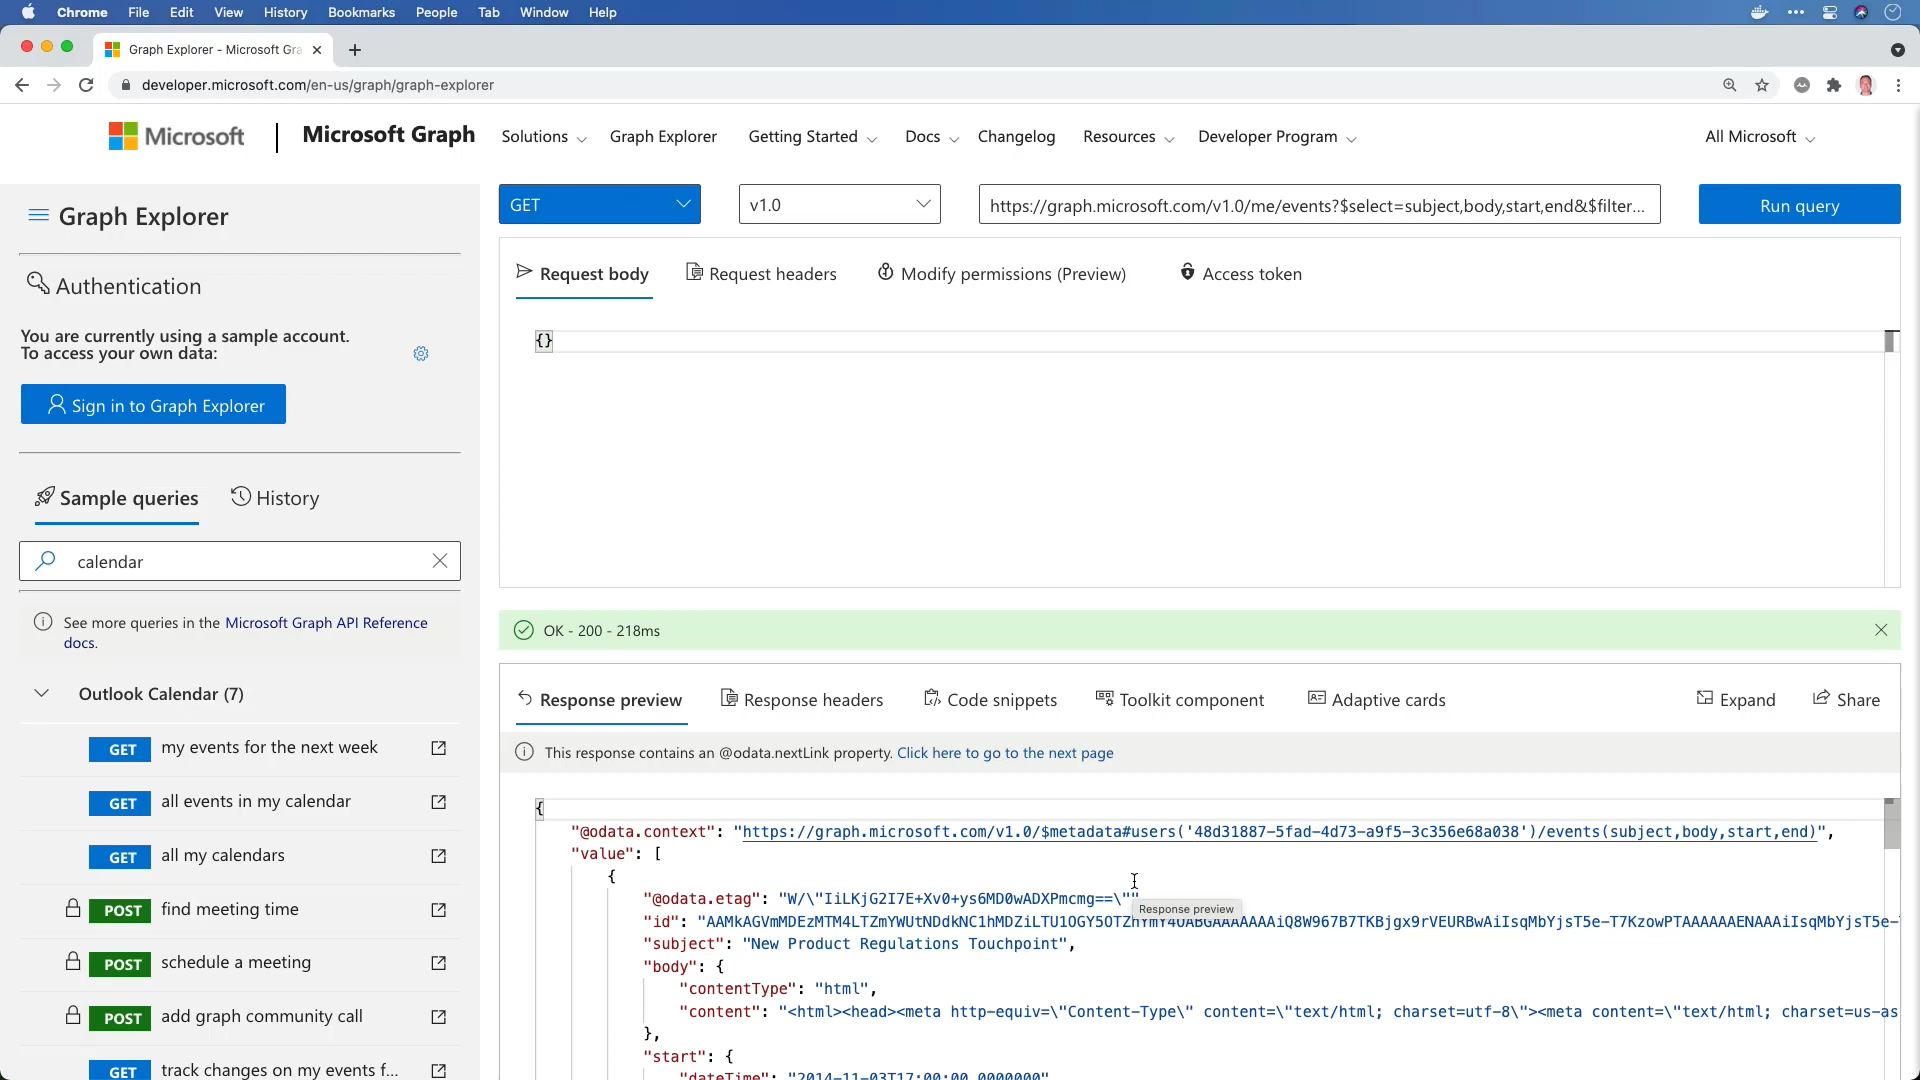 Chrome File Edit View History Bookmarks People Tab Window Help
Graph Explorer - Microsoft Gra
developer.microsoft.com/en-us/graph/graph-explorer
Microsoft
Microsoft Graph
Solutions Graph Explorer Getting Started Docs Changelog Resources Developer Program All Microsoft
Graph Explorer
GET v1.0 https://graph.microsoft.com/v1.0/me/events?$select=subject,body,start,end&$filter... Run query
Authentication
You are currently using a sample account.
To access your own data:
Sign in to Graph Explorer
Request body Request headers Modify permissions (Preview) Access token
{}
Sample queries History
calendar
See more queries in the Microsoft Graph API Reference
docs.
Outlook Calendar (7)
GET my events for the next week
GET all events in my calendar
GET all my calendars
POST find meeting time
POST schedule a meeting
POST add graph community call
GET track changes on my events f...
OK - 200 - 218ms
Response preview Response headers Code snippets Toolkit component Adaptive cards Expand Share
This response contains an @odata.nextLink property. Click here to go to the next page
{
"@odata.context": "https://graph.microsoft.com/v1.0/$metadata#users('48d31887-5fad-4d73-a9f5-3c356e68a038')/events(subject,body,start,end)",
"value": [
{
"@odata.etag": "W/\"IiLKjG2I7E+Xv0+ys6MD0wADXPmcmg==\""
Response preview
"id":
"subject": "New Product Regulations Touchpoint",
"body": {
"contentType": "html",
"content": "<html><head><meta http-equiv=\"Content-Type\" content=\"text/html; charset=utf-8\"><meta content=\"text/html; charset=us-as
},
"start": {
"dateTime": "2014-11-03T17:00:00.0000000"